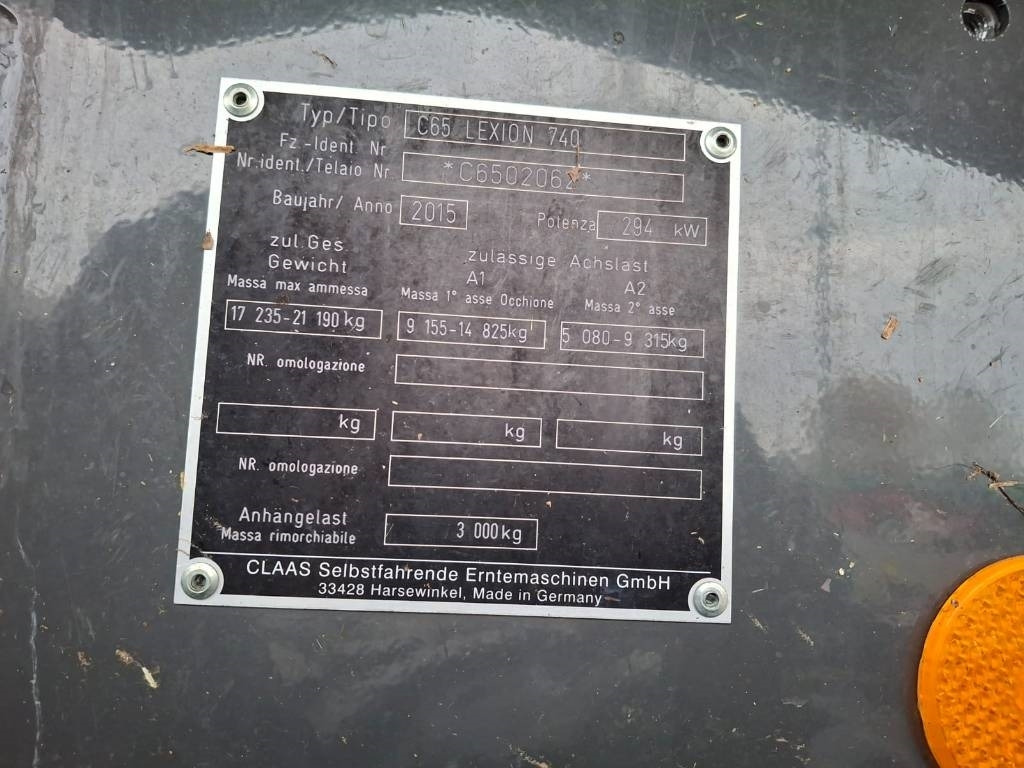 Typ/Tipo C65 LEXION 740
Fz.-Ident. Nr.
Nr.ident./Telaio Nr. *C6502062*
Baujahr/ Anno 2015 Potenza 294 kW
zul.Ges. zulässige Achslast
Gewicht A1 A2
Massa max ammessa Massa 1° asse Occhione Massa 2° asse
17 235-21 190 kg 9 155-14 825kg 5 080-9 315kg
NR. omologazione
kg kg kg
NR. omologazione
Anhängelast
Massa rimorchiabile 3 000kg
CLAAS Selbstfahrende Erntemaschinen GmbH
33428 Harsewinkel, Made in Germany